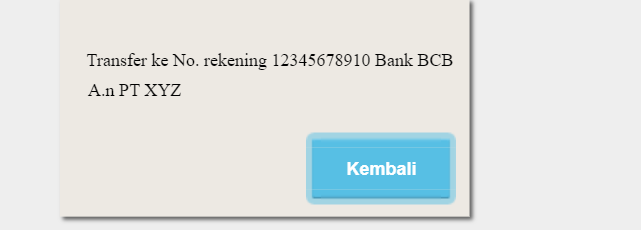 Transfer ke No. rekening 12345678910 Bank BCB
A.n PT XYZ
Kembali